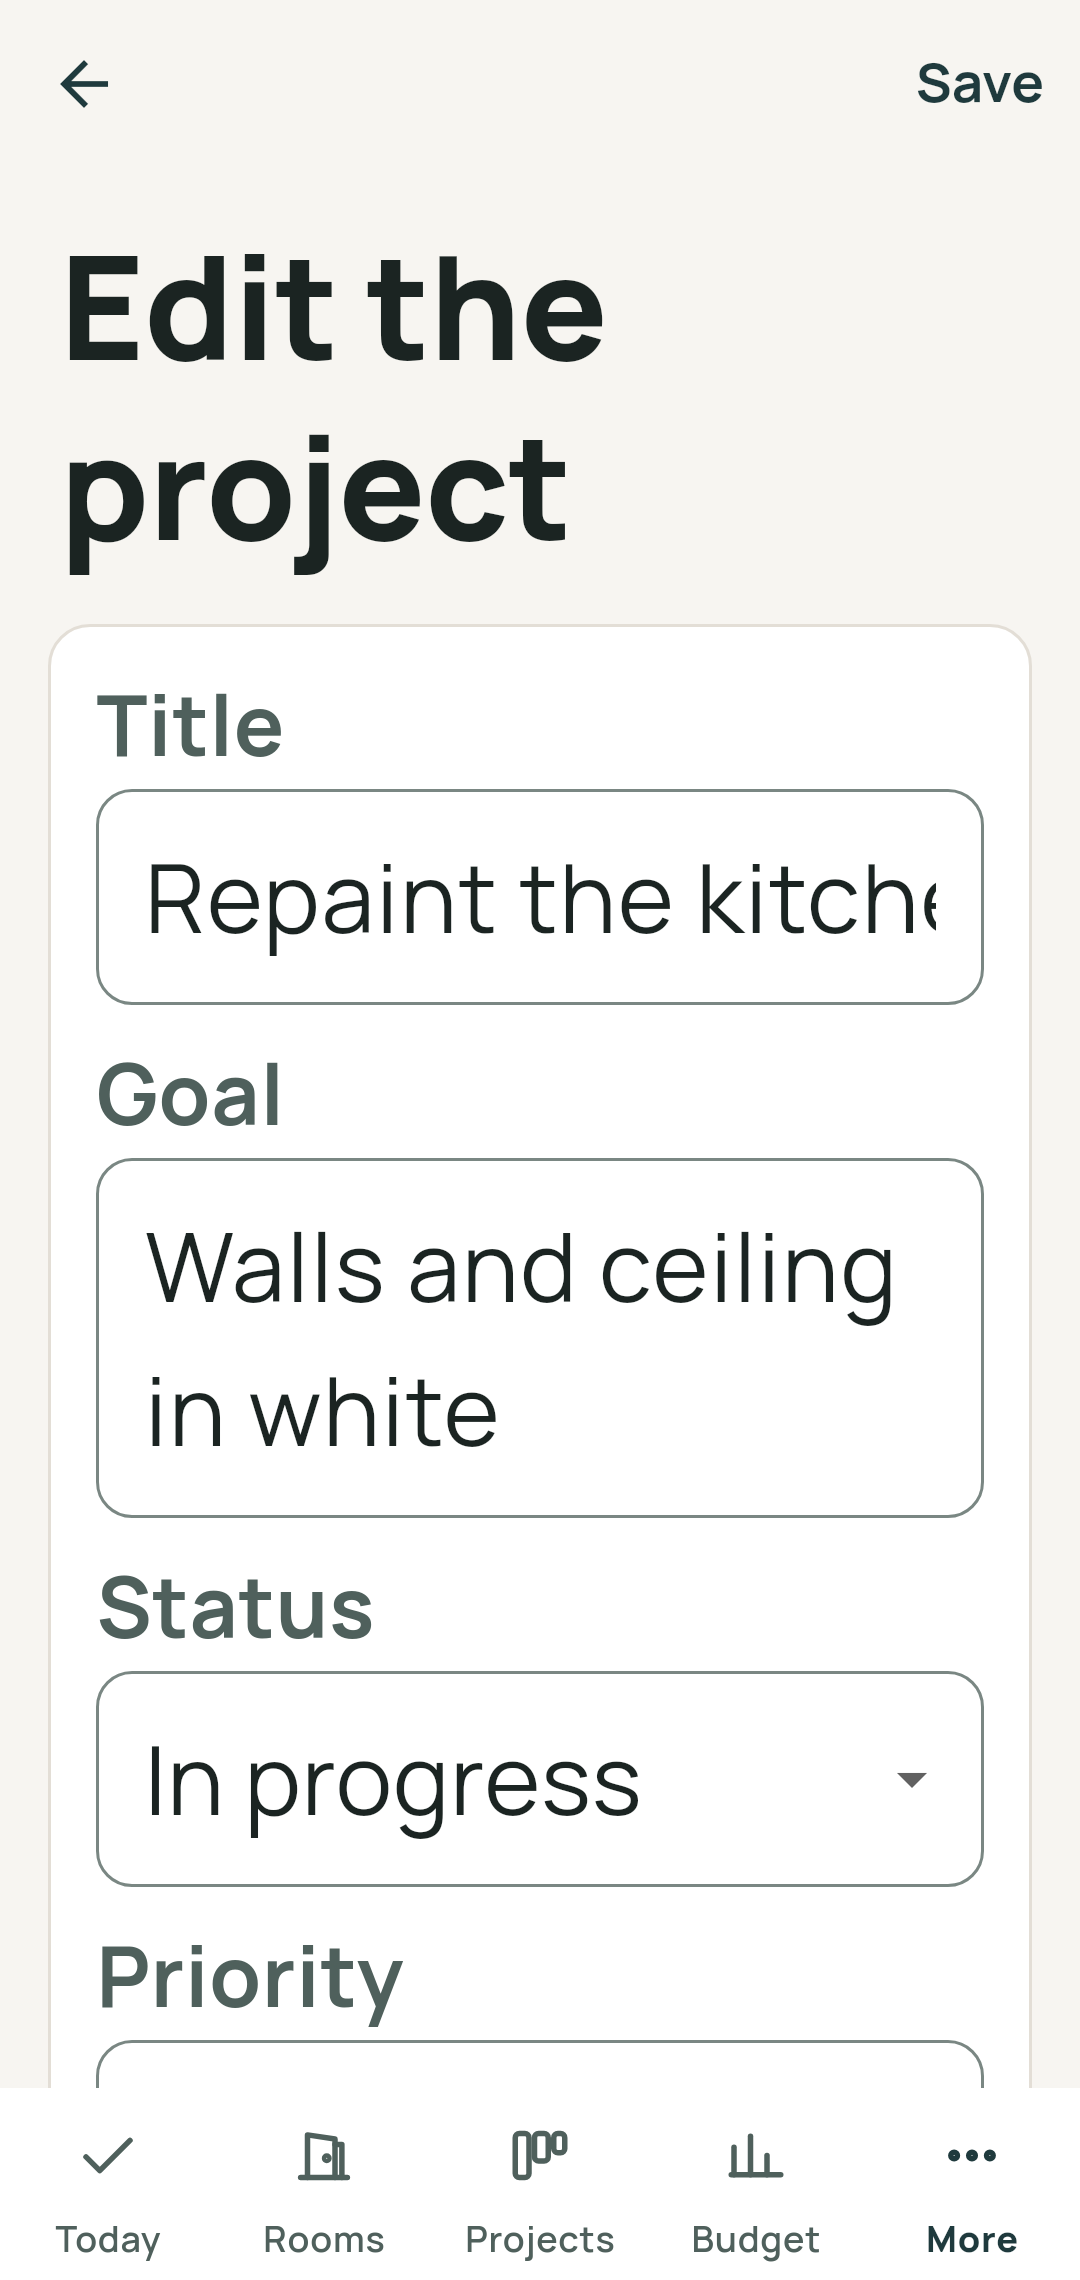 Save
Edit the
project
Title
Repaint the
Goal
Walls and ceiling
in white
Status
In progress
Priority
Today
Rooms
Projects
Budget
More